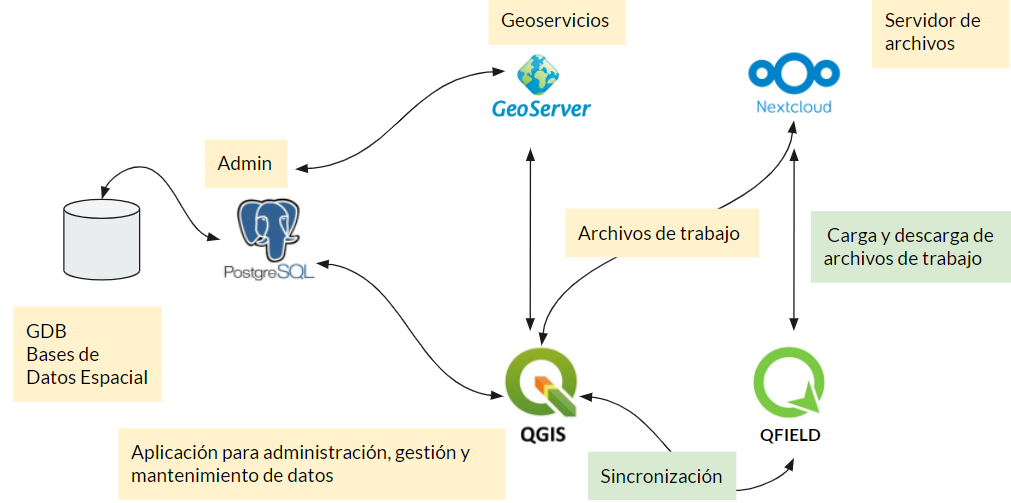 Geoservicios
Servidor de
archivos
GeoServer
Nextcloud
Admin
PostgreSQL
Archivos de trabajo
Carga y descarga de
archivos de trabajo
GDB
Bases de
Datos Espacial
QGIS
QFIELD
Aplicación para administración, gestión y
mantenimiento de datos
Sincronización